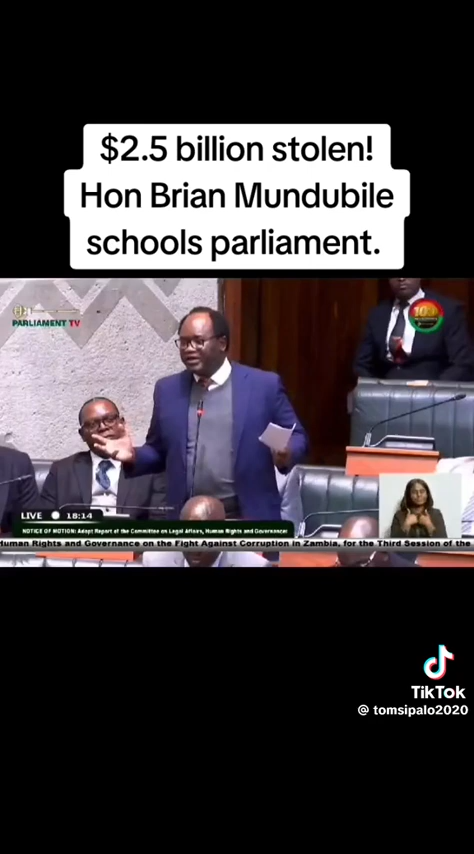 $2.5 billion stolen!
Hon Brian Mundubile
schools parliament.
PARLIAMENT TV
LIVE 18:14
NOTICE OF MOTION: Adopt Report of the Committee on Legal Affairs, Human Rights and Governance
Human Rights and Governance on the Fight Against Corruption in Zambia, for the Third Session of the
TikTok
@ tomsipalo2020